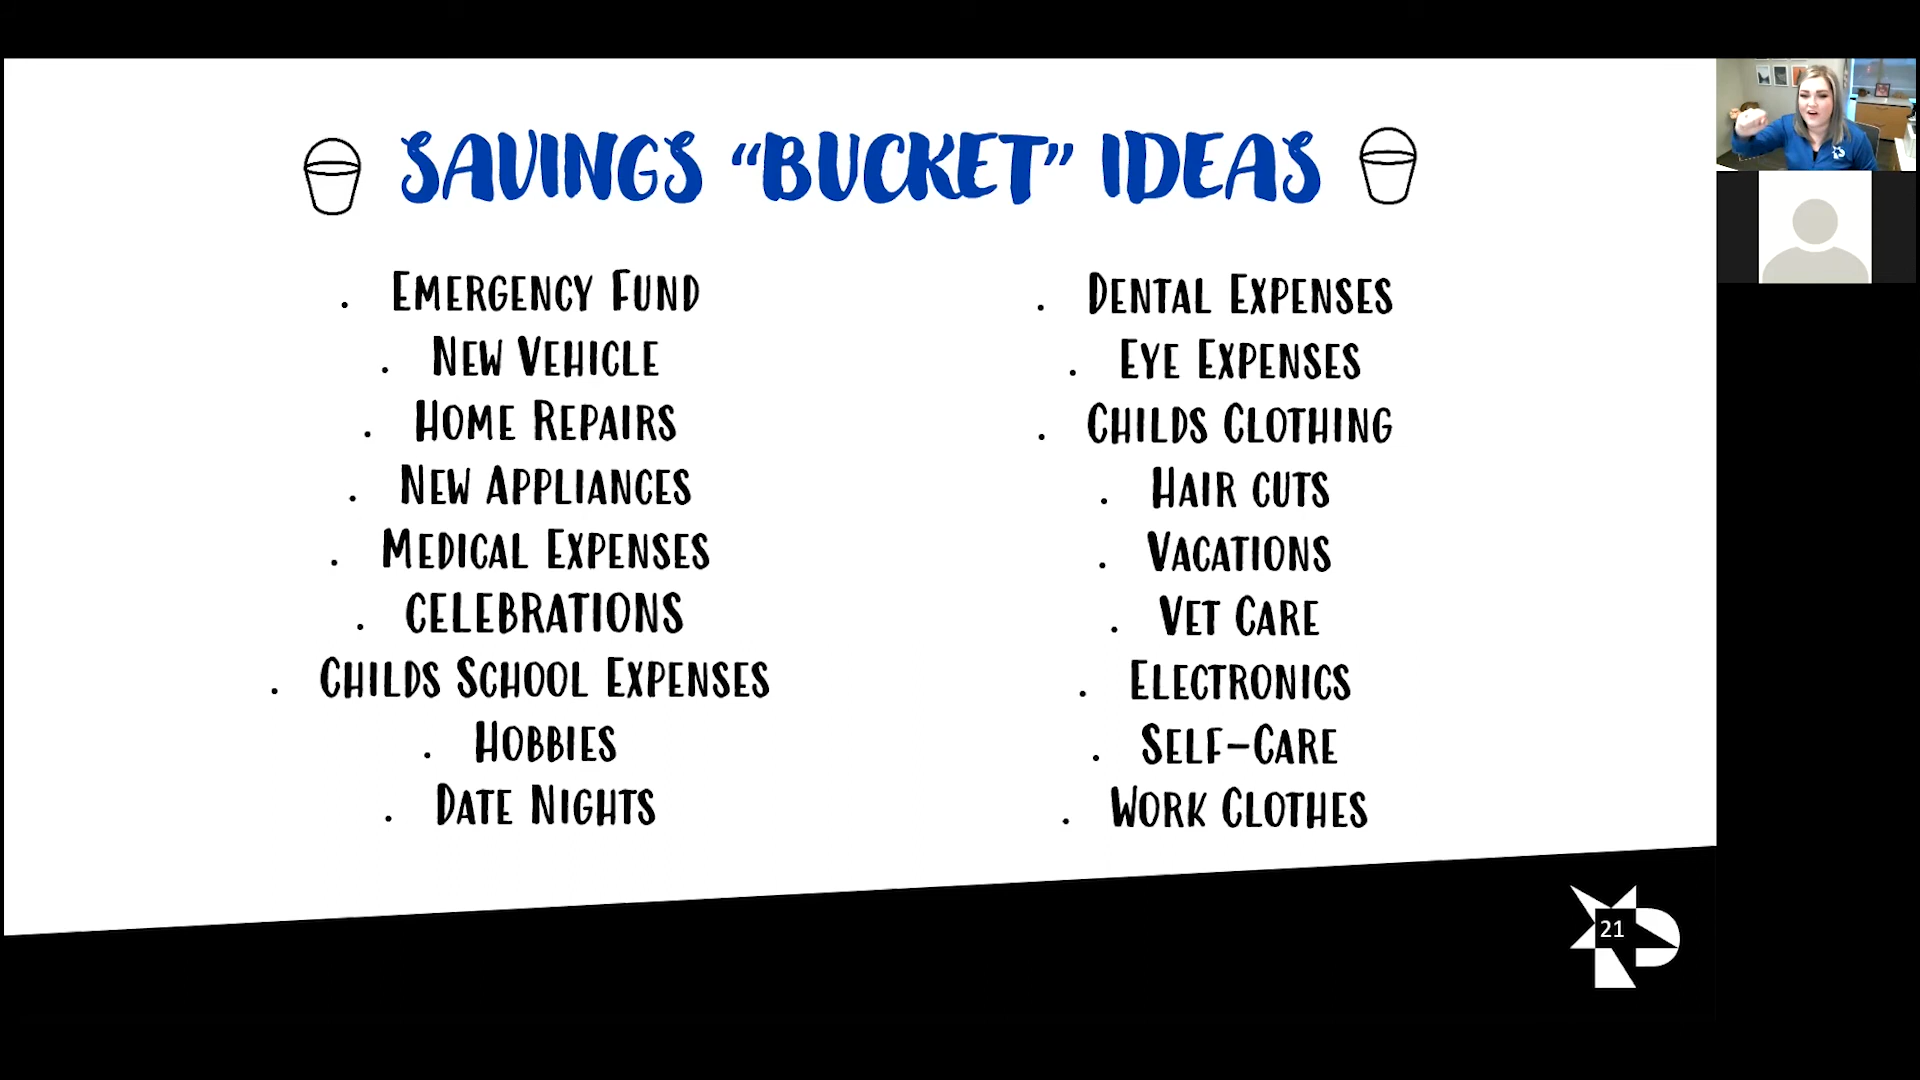 SAVINGS “BUCKET” IDEAS
. EMERGENCY FUND
. NEW VEHICLE
. HOME REPAIRS
. NEW APPLIANCES
. MEDICAL EXPENSES
. CELEBRATIONS
. CHILDS SCHOOL EXPENSES
. HOBBIES
. DATE NIGHTS
. DENTAL EXPENSES
. EYE EXPENSES
. CHILDS CLOTHING
. HAIR CUTS
. VACATIONS
. VET CARE
. ELECTRONICS
. SELF-CARE
. WORK CLOTHES
21